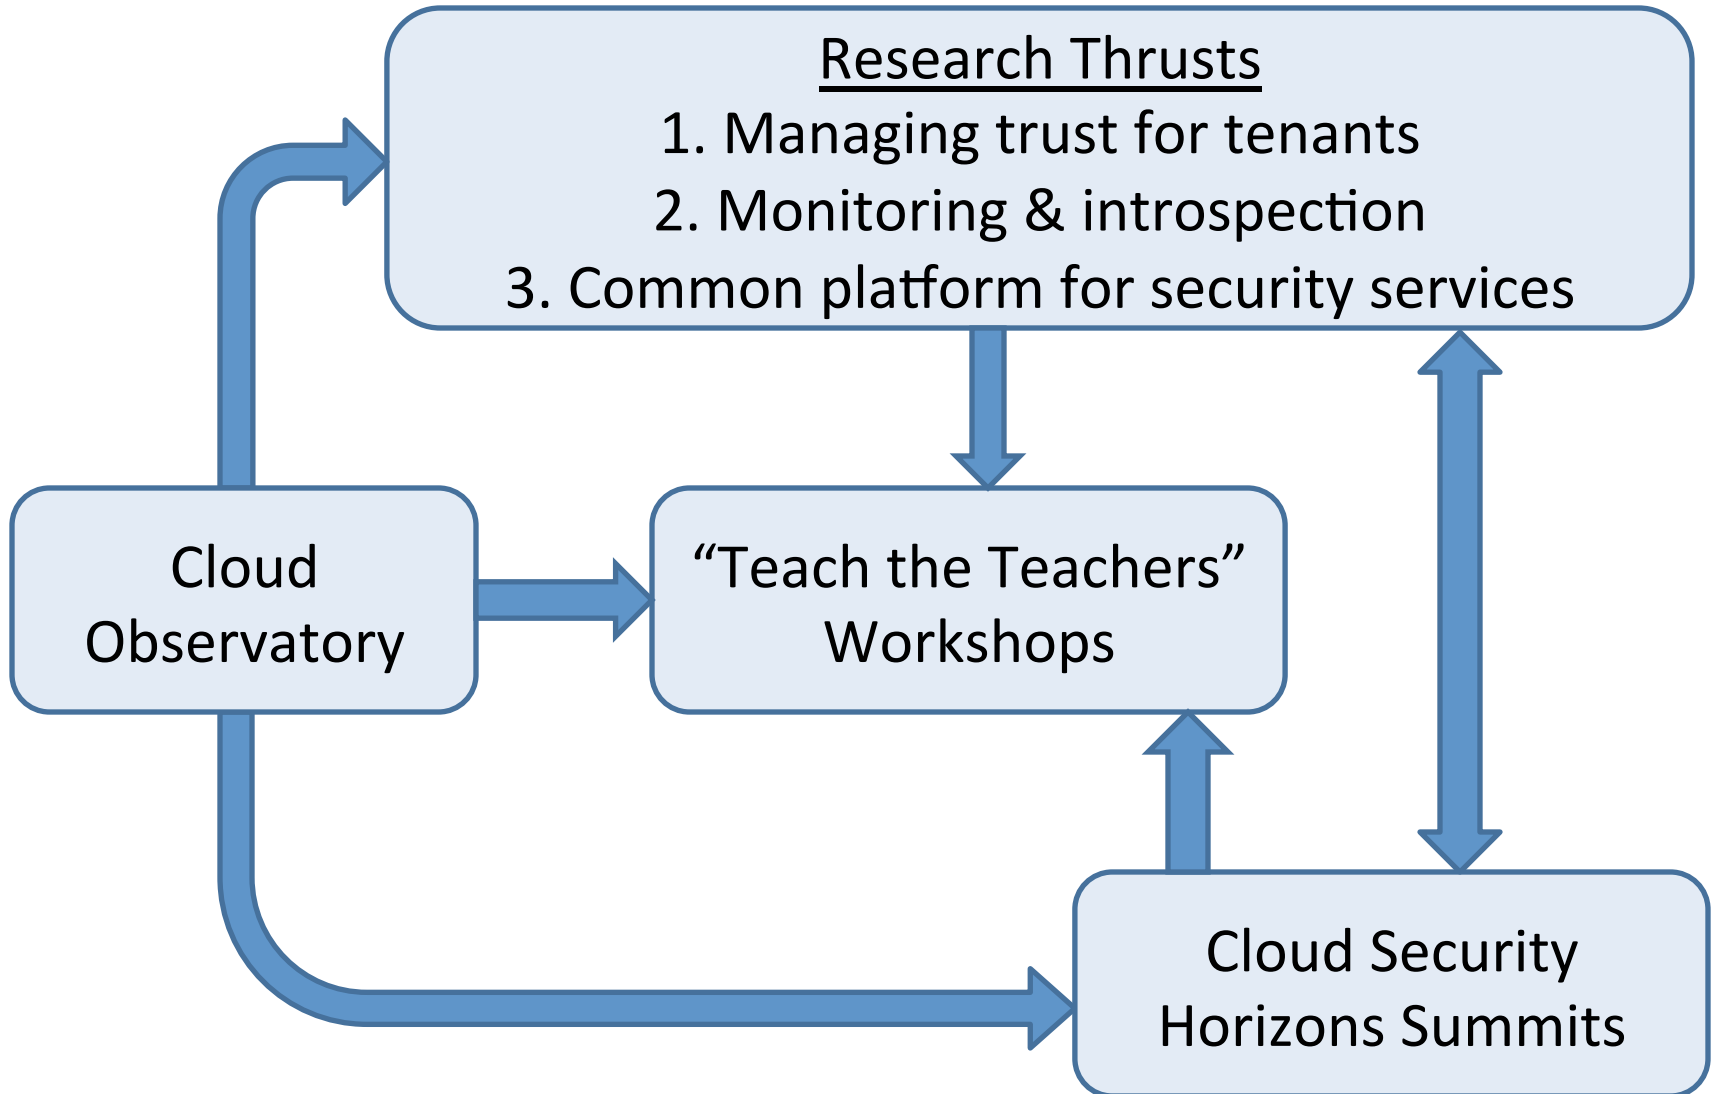 Research Thrusts
1. Managing trust for tenants
2. Monitoring & introspection
3. Common platform for security services
Cloud
Observatory
“Teach the Teachers”
Workshops
Cloud Security
Horizons Summits